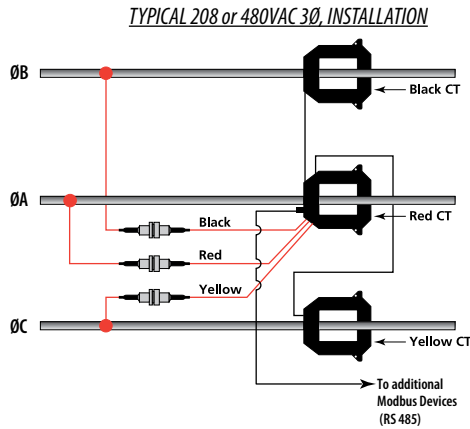 TYPICAL 208 or 480VAC 3Ø, INSTALLATION
ØB
Black CT
ØA
Black
Red CT
Red
Yellow
ØC
Yellow CT
To additional
Modbus Devices
(RS 485)